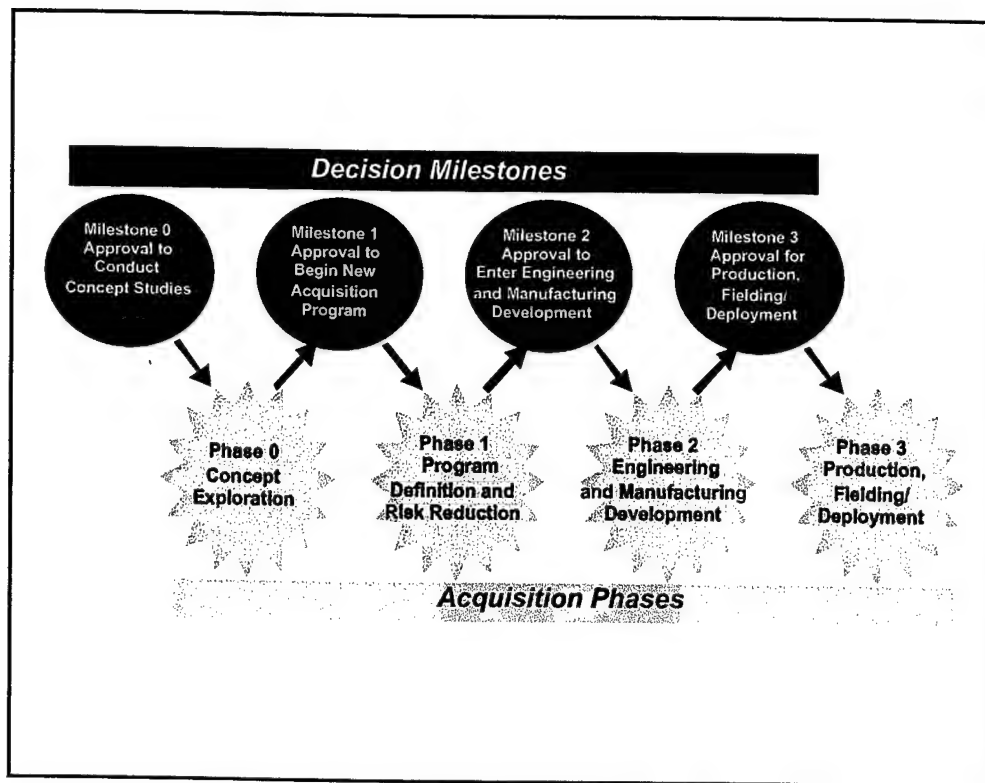 Decision Milestones
Milestone 0
Approval to
Conduct
Concept Studies
Milestone 1
Approval to
Begin New
Acquisition
Program
Milestone 2
Approval to
Enter Engineering
and Manufacturing
Development
Milestone 3
Approval for
Production,
Fielding/
Deployment
Phase 0
Concept
Exploration
Phase 1
Program
Definition and
Risk Reduction
Phase 2
Engineering
and Manufacturing
Development
Phase 3
Production,
Fielding/
Deployment
Acquisition Phases